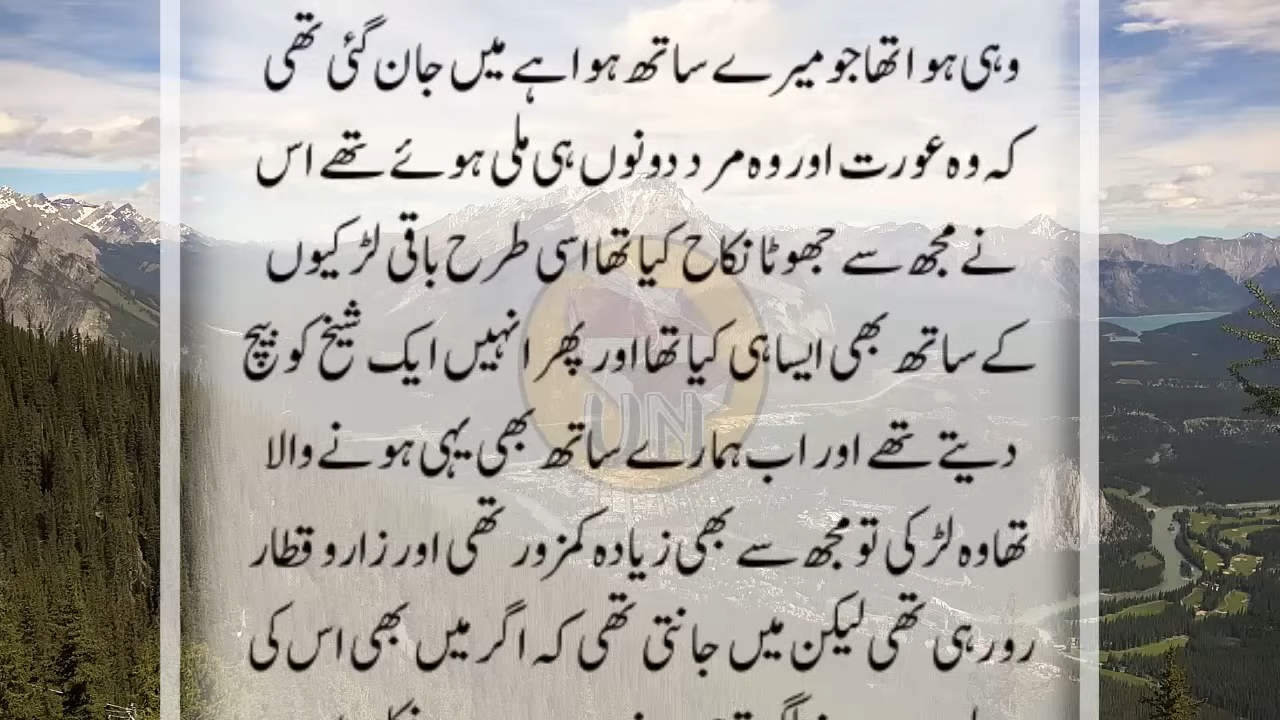 وہی ہوا تھا جو میرے ساتھ ہوا ہے میں جان گئی تھی
کہ وہ عورت اور وہ مرد دونوں ہی ملی ہوئے تھے اس
نے مجھ سے جھوٹا نکاح کیا تھا اسی طرح باقی لڑکیوں
کے ساتھ بھی ایسا ہی کیا تھا اور پھر انہیں ایک شیخ کو بیچ
دیتے تھے اور اب ہمارے ساتھ بھی یہی ہونے والا
تھا وہ لڑکی تو مجھ سے بھی زیادہ کمزور تھی اور زار و قطار
رو رہی تھی لیکن میں جانتی تھی کہ اگر میں بھی اس کی
UN